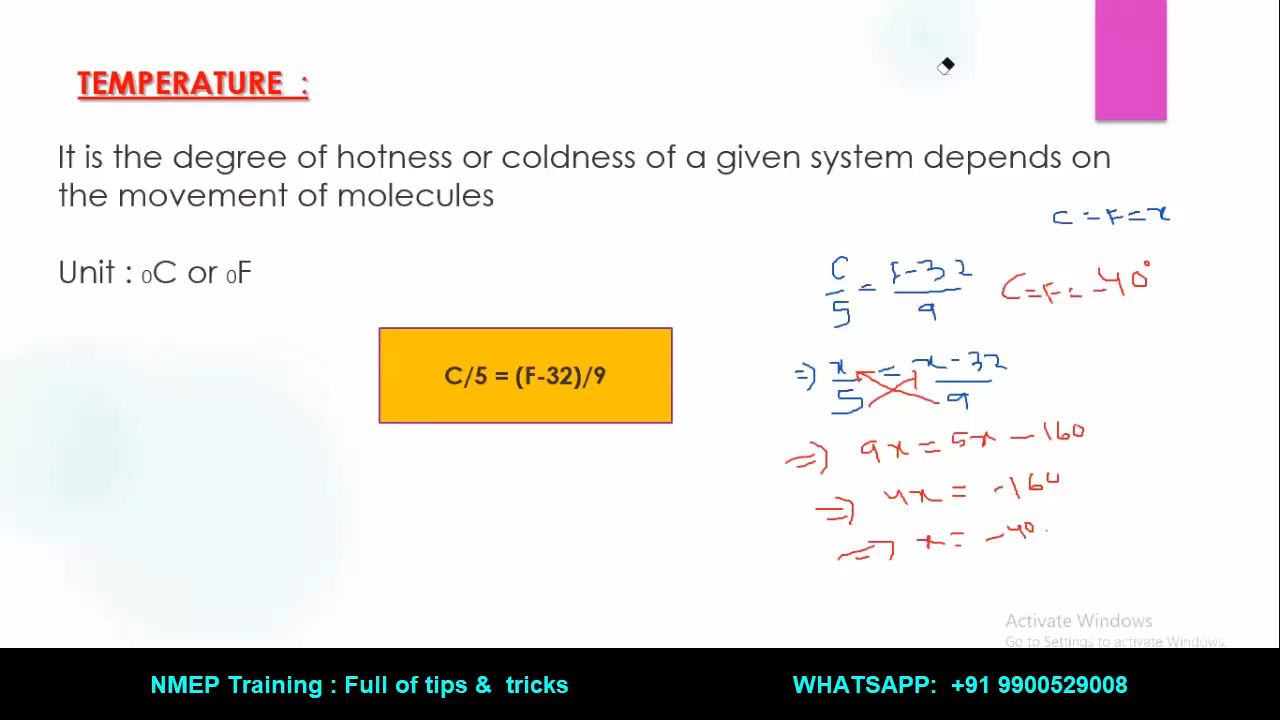 TEMPERATURE :
It is the degree of hotness or coldness of a given system depends on
the movement of molecules
C = F = x
Unit : 0C or 0F
C/5 = (F-32)/9
C=F= -40°
C/5 = (F-32)/9
=> x/5 = x-32/9
=> 9x = 5x - 160
=> 4x = -160
=> x = -40.
Activate Windows
Go to Settings to activate Windows.
NMEP Training : Full of tips & tricks
WHATSAPP: +91 9900529008